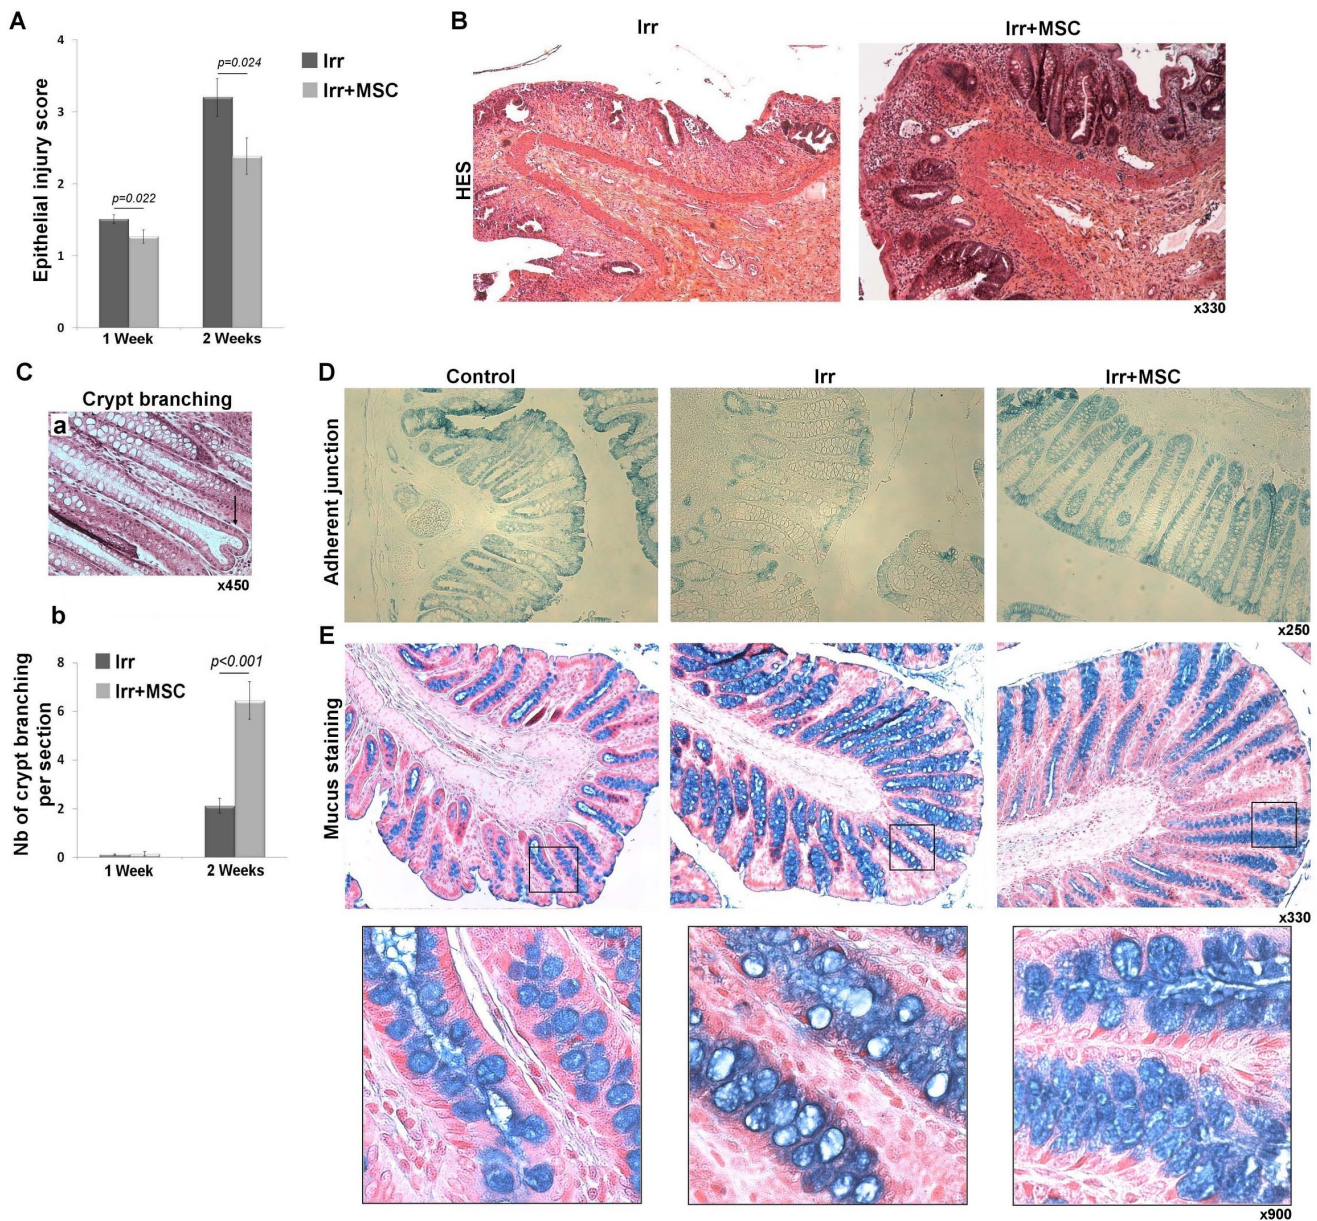 A
4
3
2
1
0
Epithelial injury score
p=0.022
p=0.024
1 Week
2 Weeks
Irr
Irr+MSC
B
Irr
Irr+MSC
HES
x330
C
Crypt branching
a
x450
b
Nb of crypt branching
per section
8
6
4
2
0
Irr
Irr+MSC
p<0.001
1 Week
2 Weeks
D
Control
Irr
Irr+MSC
Adherent junction
x250
E
Mucus staining
x330
x900